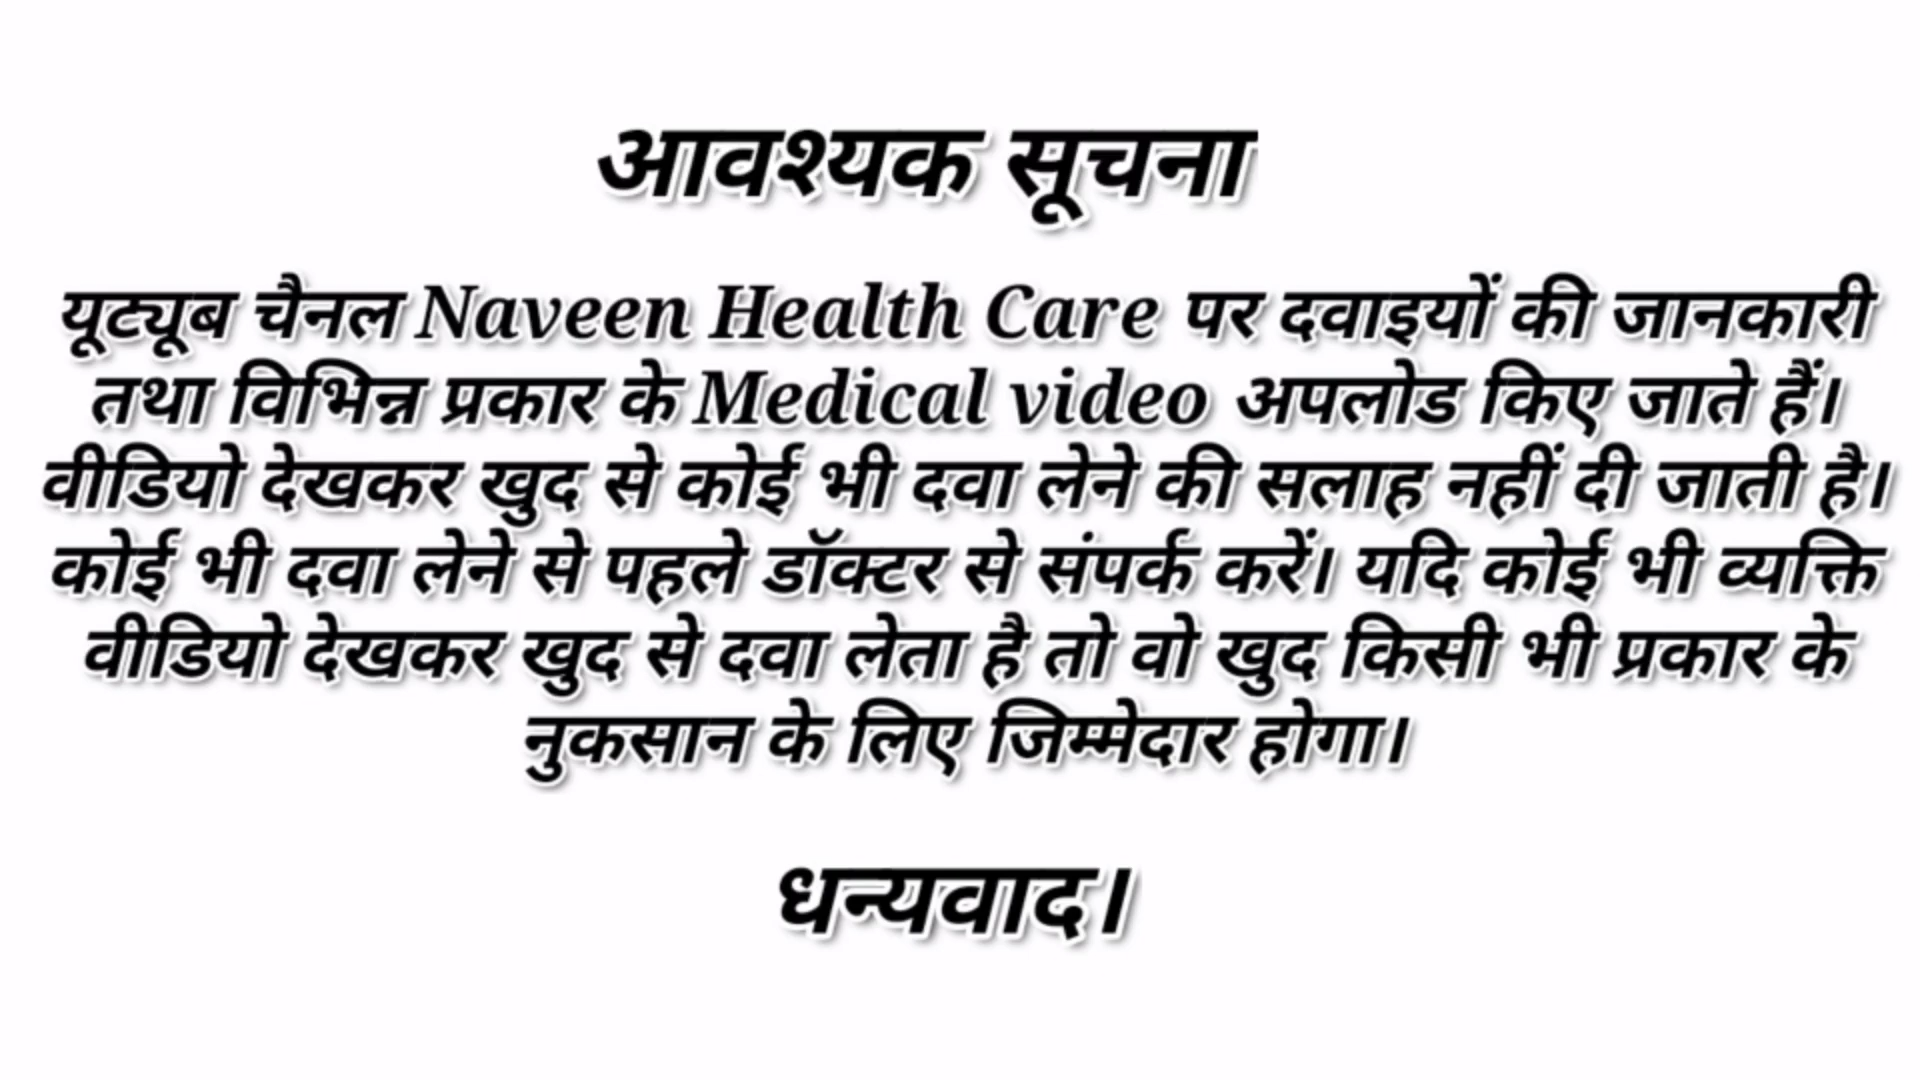 आवश्यक सूचना
यूट्यूब चैनल Naveen Health Care पर दवाइयों की जानकारी
तथा विभिन्न प्रकार के Medical video अपलोड किए जाते हैं।
वीडियो देखकर खुद से कोई भी दवा लेने की सलाह नहीं दी जाती है।
कोई भी दवा लेने से पहले डॉक्टर से संपर्क करें। यदि कोई भी व्यक्ति
वीडियो देखकर खुद से दवा लेता है तो वो खुद किसी भी प्रकार के
नुकसान के लिए जिम्मेदार होगा।
धन्यवाद।